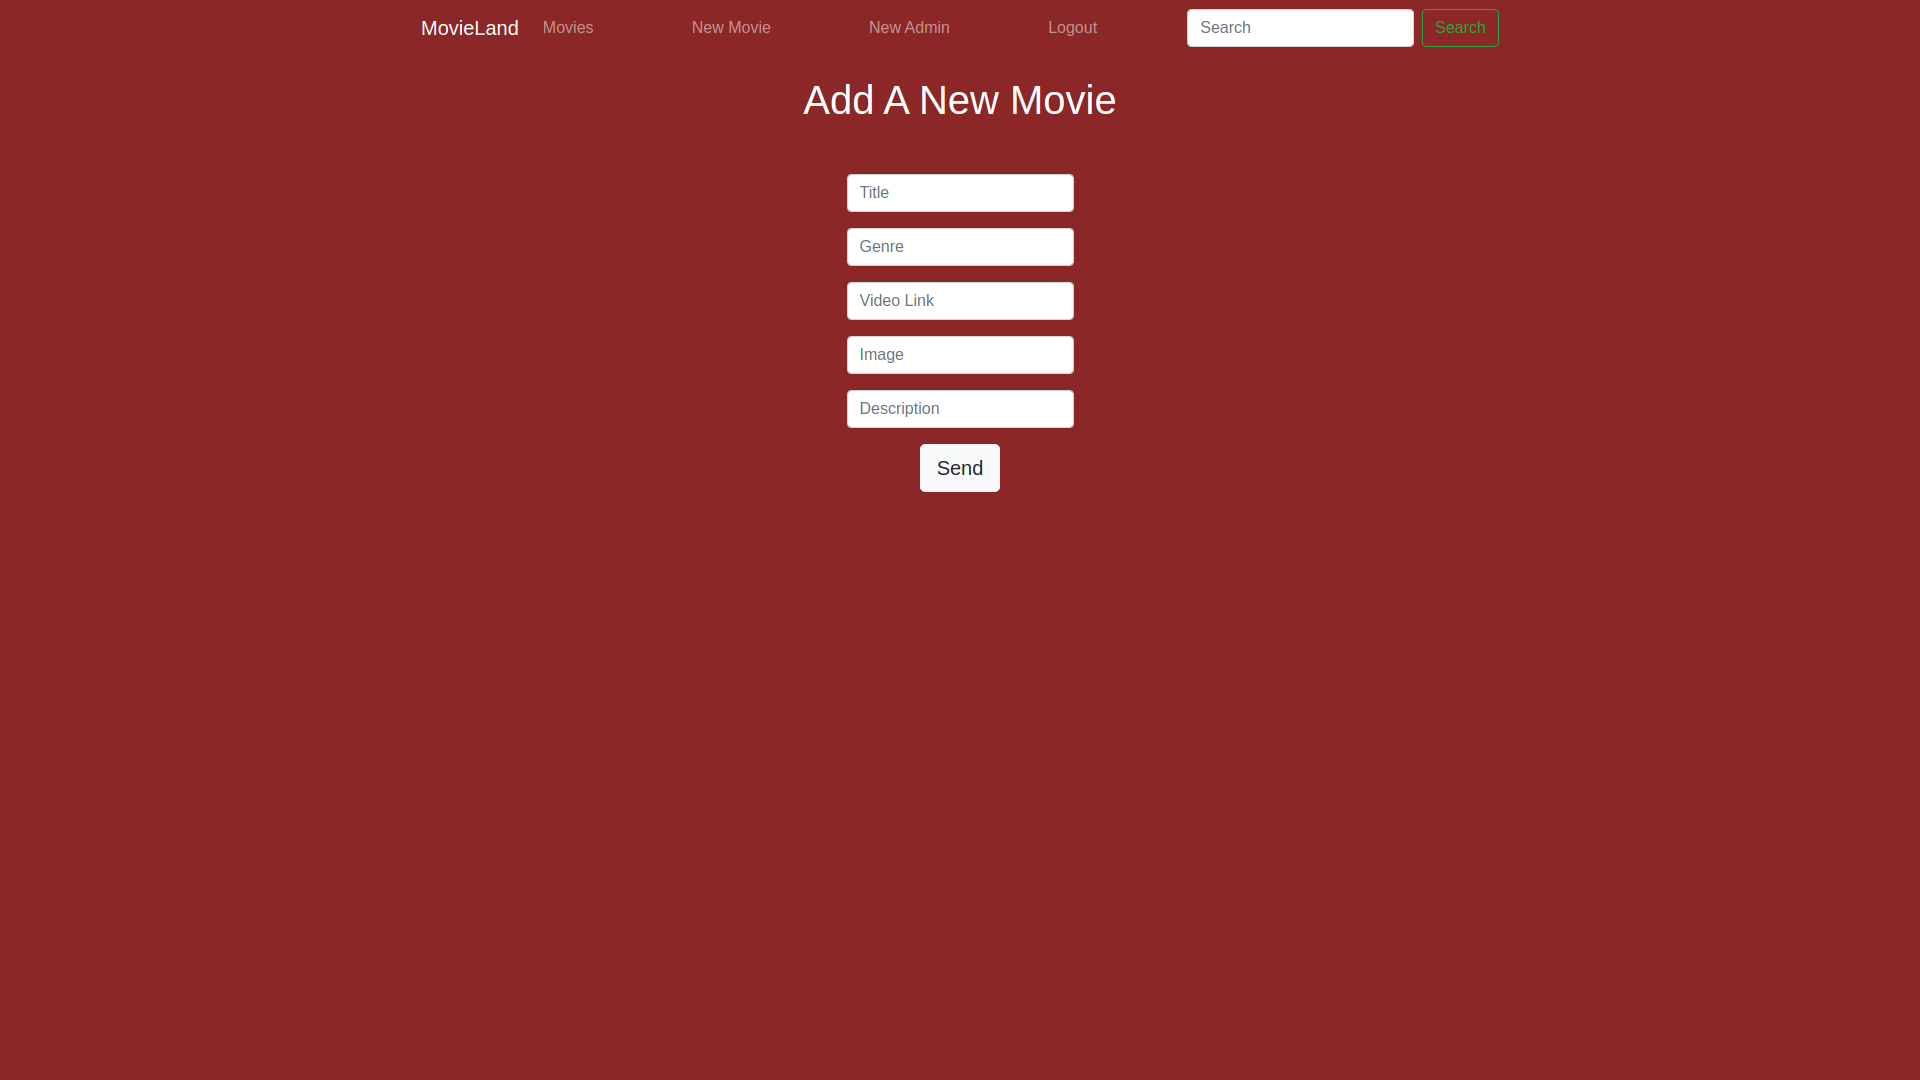 MovieLand Movies New Movie New Admin Logout Search Search
Add A New Movie
Title
Genre
Video Link
Image
Description
Send